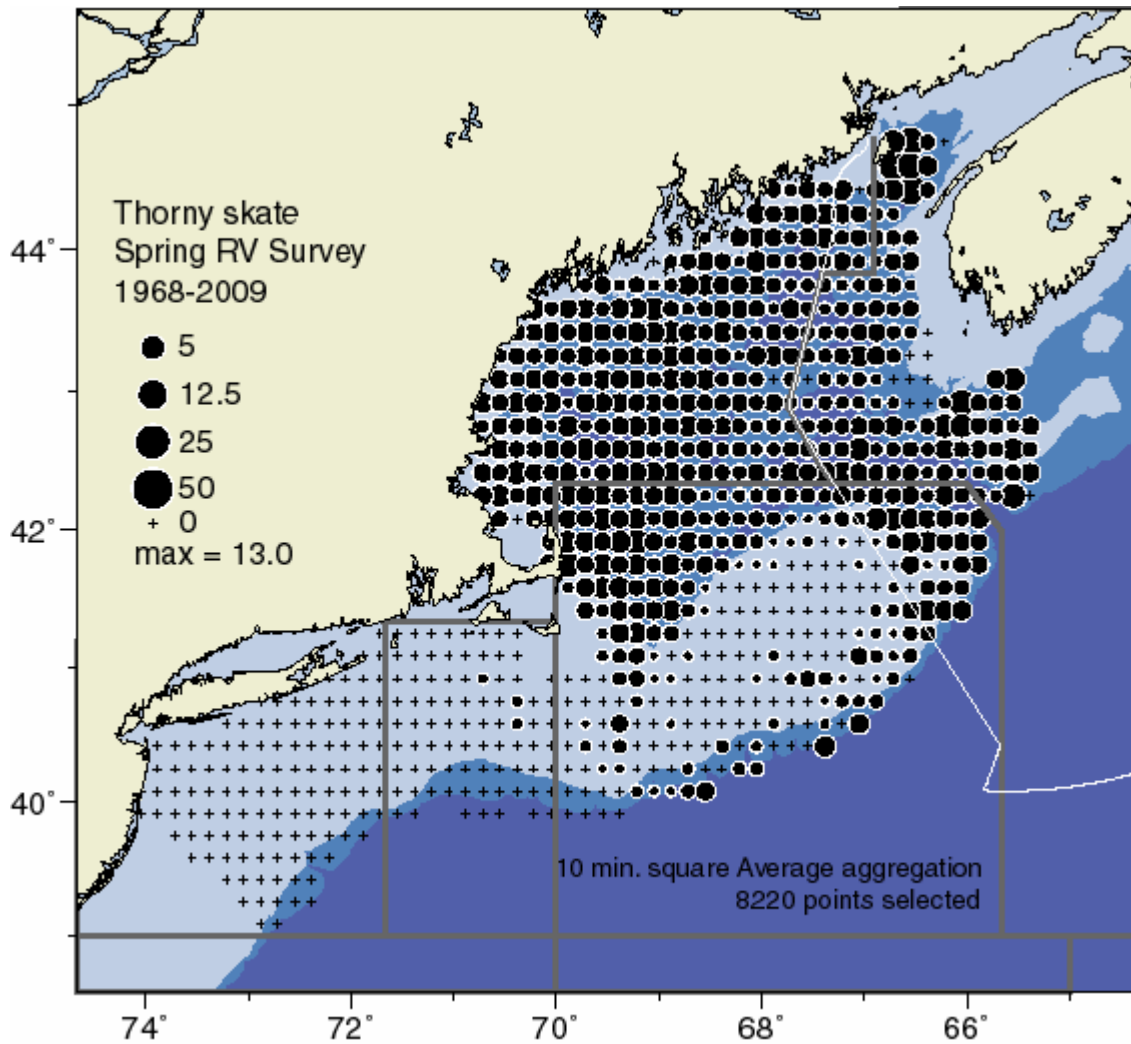 Thorny skate
Spring RV Survey
1968-2009
5
12.5
25
50
0
max = 13.0
44°
42°
40°
10 min. square Average aggregation
8220 points selected
74°
72°
70°
68°
66°